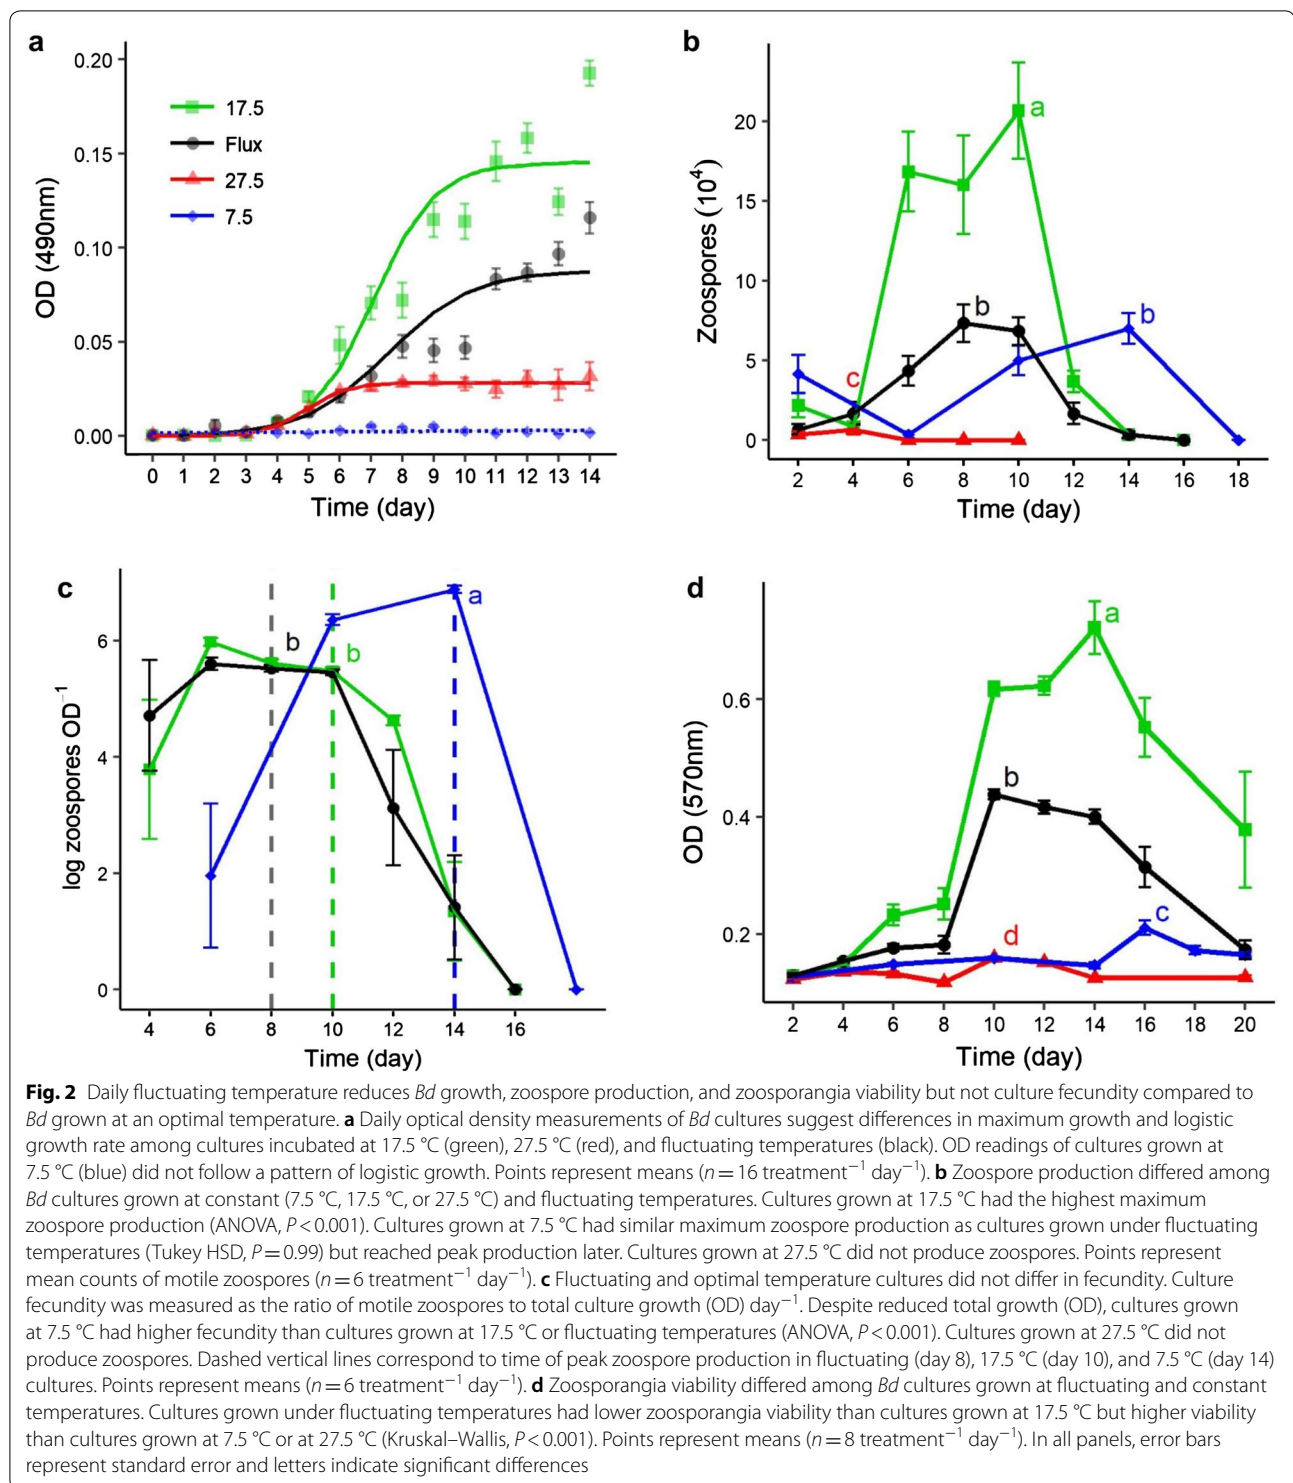 a
0.20
0.15
0.10
0.05
0.00
OD (490nm)
17.5
Flux
27.5
7.5
0 1 2 3 4 5 6 7 8 9 10 11 12 13 14
Time (day)
b
20
15
10
5
0
Zoospores (10⁴)
a
b
b
c
2 4 6 8 10 12 14 16 18
Time (day)
c
6
4
2
0
log zoospores OD⁻¹
b
b
a
4 6 8 10 12 14 16
Time (day)
d
0.6
0.4
0.2
OD (570nm)
a
b
c
d
2 4 6 8 10 12 14 16 20
Time (day)
Fig. 2 Daily fluctuating temperature reduces Bd growth, zoospore production, and zoosporangia viability but not culture fecundity compared to
Bd grown at an optimal temperature. a Daily optical density measurements of Bd cultures suggest differences in maximum growth and logistic
growth rate among cultures incubated at 17.5 °C (green), 27.5 °C (red), and fluctuating temperatures (black). OD readings of cultures grown at
7.5 °C (blue) did not follow a pattern of logistic growth. Points represent means (n = 16 treatment⁻¹ day⁻¹). b Zoospore production differed among
Bd cultures grown at constant (7.5 °C, 17.5 °C, or 27.5 °C) and fluctuating temperatures. Cultures grown at 17.5 °C had the highest maximum
zoospore production (ANOVA, P < 0.001). Cultures grown at 7.5 °C had similar maximum zoospore production as cultures grown under fluctuating
temperatures (Tukey HSD, P = 0.99) but reached peak production later. Cultures grown at 27.5 °C did not produce zoospores. Points represent
mean counts of motile zoospores (n = 6 treatment⁻¹ day⁻¹). c Fluctuating and optimal temperature cultures did not differ in fecundity. Culture
fecundity was measured as the ratio of motile zoospores to total culture growth (OD) day⁻¹. Despite reduced total growth (OD), cultures grown
at 7.5 °C had higher fecundity than cultures grown at 17.5 °C or fluctuating temperatures (ANOVA, P < 0.001). Cultures grown at 27.5 °C did not
produce zoospores. Dashed vertical lines correspond to time of peak zoospore production in fluctuating (day 8), 17.5 °C (day 10), and 7.5 °C (day 14)
cultures. Points represent means (n = 6 treatment⁻¹ day⁻¹). d Zoosporangia viability differed among Bd cultures grown at fluctuating and constant
temperatures. Cultures grown under fluctuating temperatures had lower zoosporangia viability than cultures grown at 17.5 °C but higher viability
than cultures grown at 7.5 °C or at 27.5 °C (Kruskal–Wallis, P < 0.001). Points represent means (n = 8 treatment⁻¹ day⁻¹). In all panels, error bars
represent standard error and letters indicate significant differences